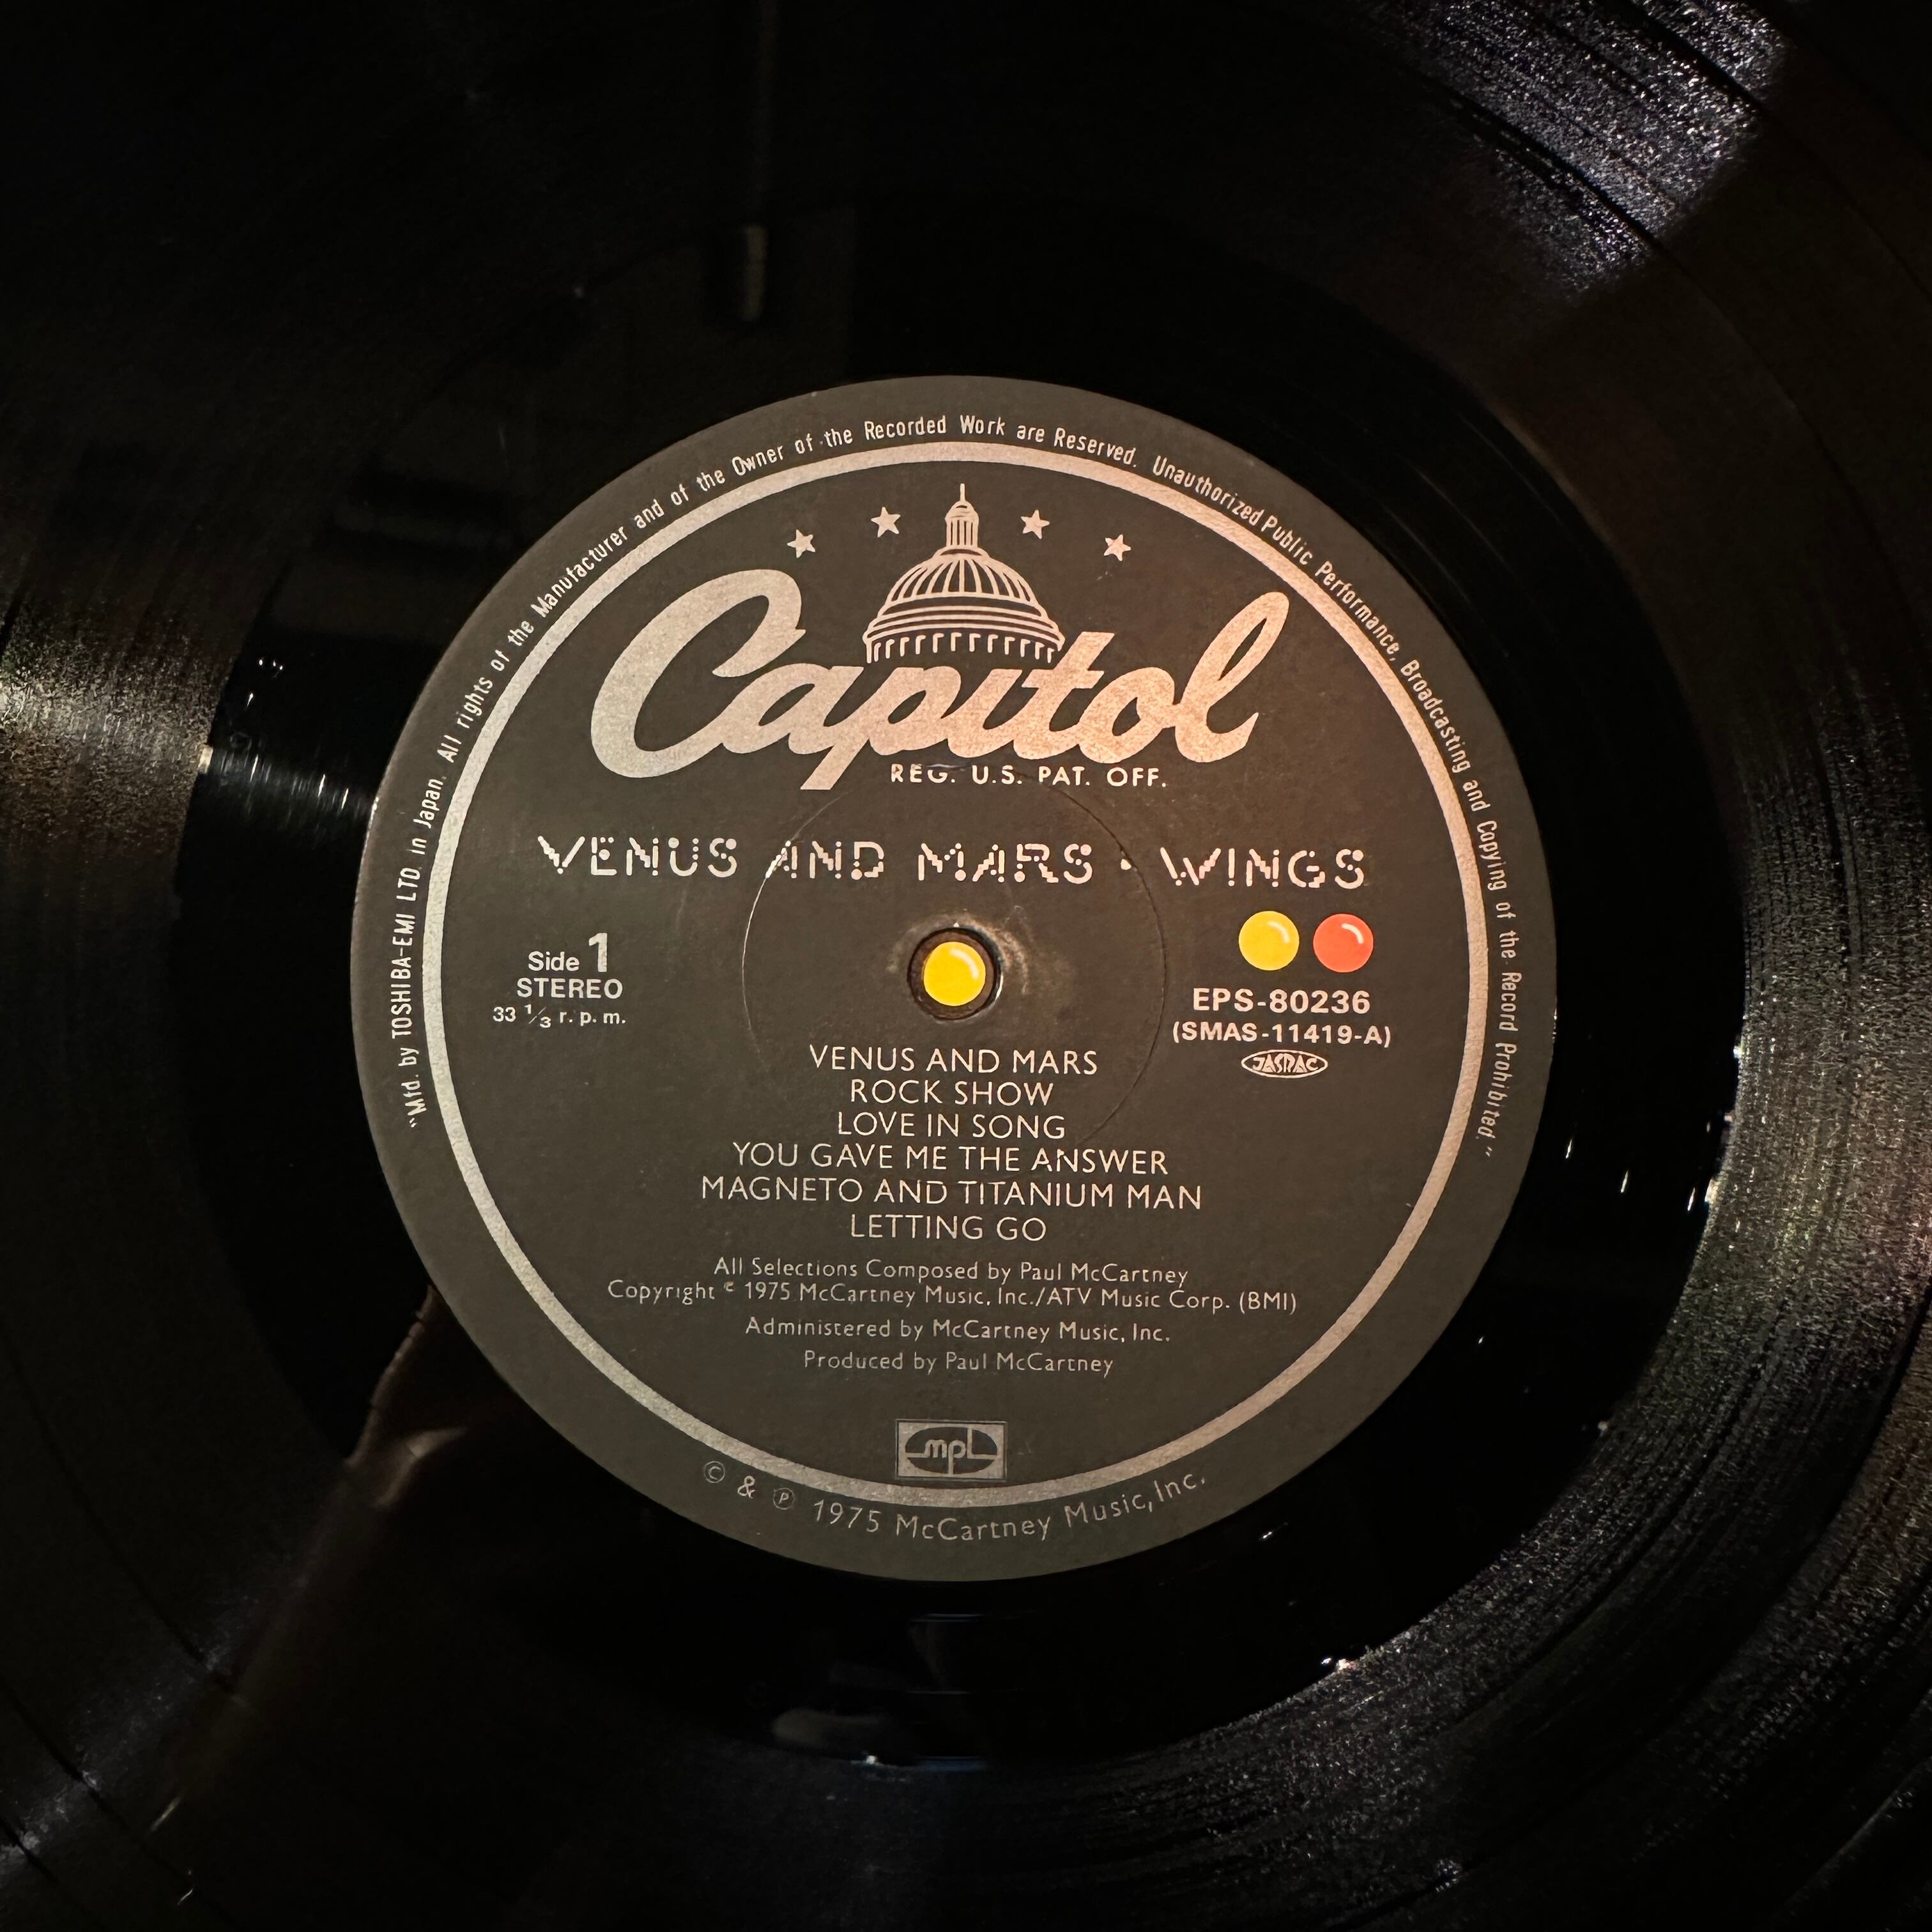 "Mfd. by TOSHIBA-EMI LTD. in Japan. All rights of the Manufacturer and of the Owner of the Recorded Work are Reserved. Unauthorized Public Performance, Broadcasting and Copying of the Record Prohibited."
Capitol
REG. U.S. PAT. OFF.
VENUS AND MARS • WINGS
Side 1
STEREO
33 1/3 r.p.m.
EPS-80236
(SMAS-11419-A)
JASRAC
VENUS AND MARS
ROCK SHOW
LOVE IN SONG
YOU GAVE ME THE ANSWER
MAGNETO AND TITANIUM MAN
LETTING GO
All Selections Composed by Paul McCartney
Copyright © 1975 McCartney Music, Inc./ATV Music Corp. (BMI)
Administered by McCartney Music, Inc.
Produced by Paul McCartney
mpl
© & ℗ 1975 McCartney Music, Inc.